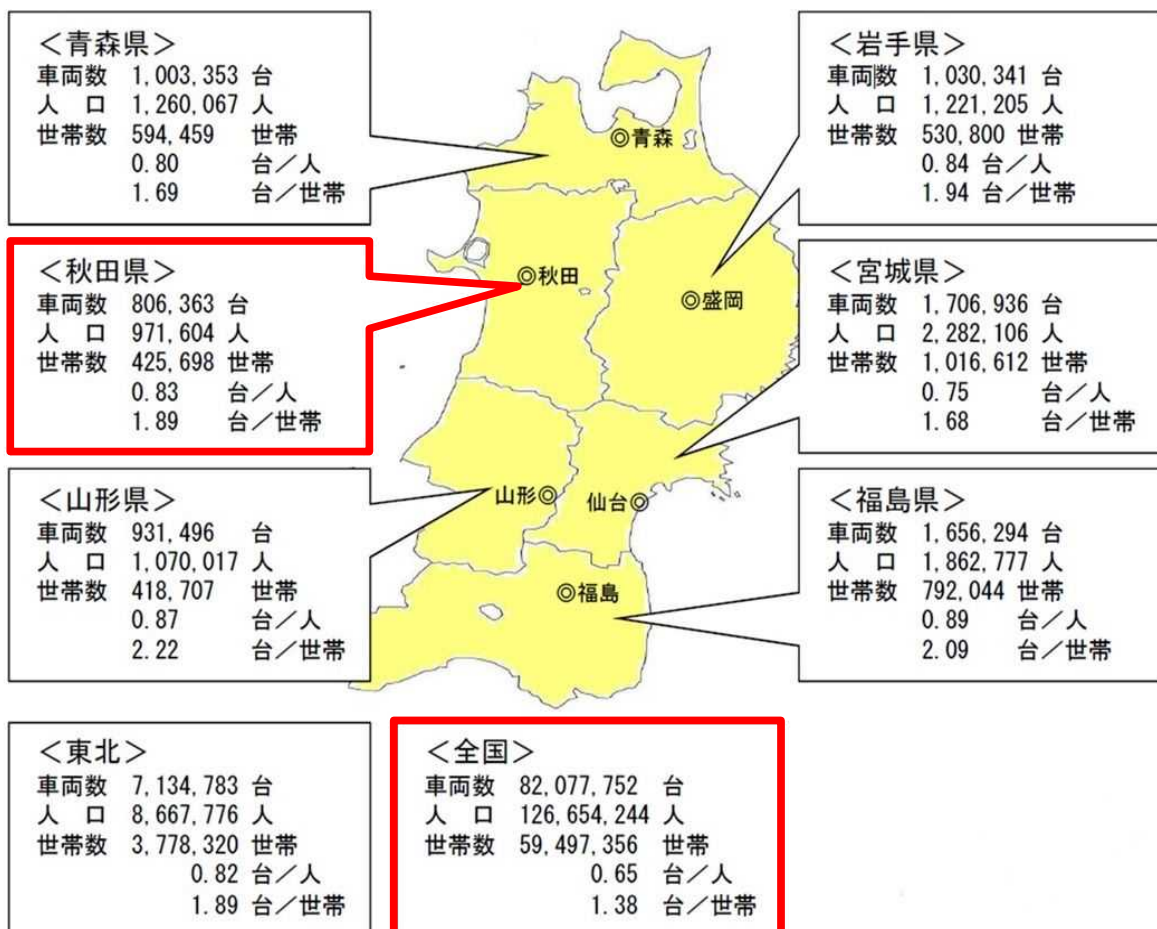 ＜青森県＞
車両数 1,003,353 台
人　口 1,260,067 人
世帯数 594,459 世帯
0.80 台／人
1.69 台／世帯
＜岩手県＞
車両数 1,030,341 台
人　口 1,221,205 人
世帯数 530,800 世帯
0.84 台／人
1.94 台／世帯
＜秋田県＞
車両数 806,363 台
人　口 971,604 人
世帯数 425,698 世帯
0.83 台／人
1.89 台／世帯
＜宮城県＞
車両数 1,706,936 台
人　口 2,282,106 人
世帯数 1,016,612 世帯
0.75 台／人
1.68 台／世帯
＜山形県＞
車両数 931,496 台
人　口 1,070,017 人
世帯数 418,707 世帯
0.87 台／人
2.22 台／世帯
＜福島県＞
車両数 1,656,294 台
人　口 1,862,777 人
世帯数 792,044 世帯
0.89 台／人
2.09 台／世帯
◎青森
◎秋田
◎盛岡
山形◎
仙台◎
◎福島
＜東北＞
車両数 7,134,783 台
人　口 8,667,776 人
世帯数 3,778,320 世帯
0.82 台／人
1.89 台／世帯
＜全国＞
車両数 82,077,752 台
人　口 126,654,244 人
世帯数 59,497,356 世帯
0.65 台／人
1.38 台／世帯